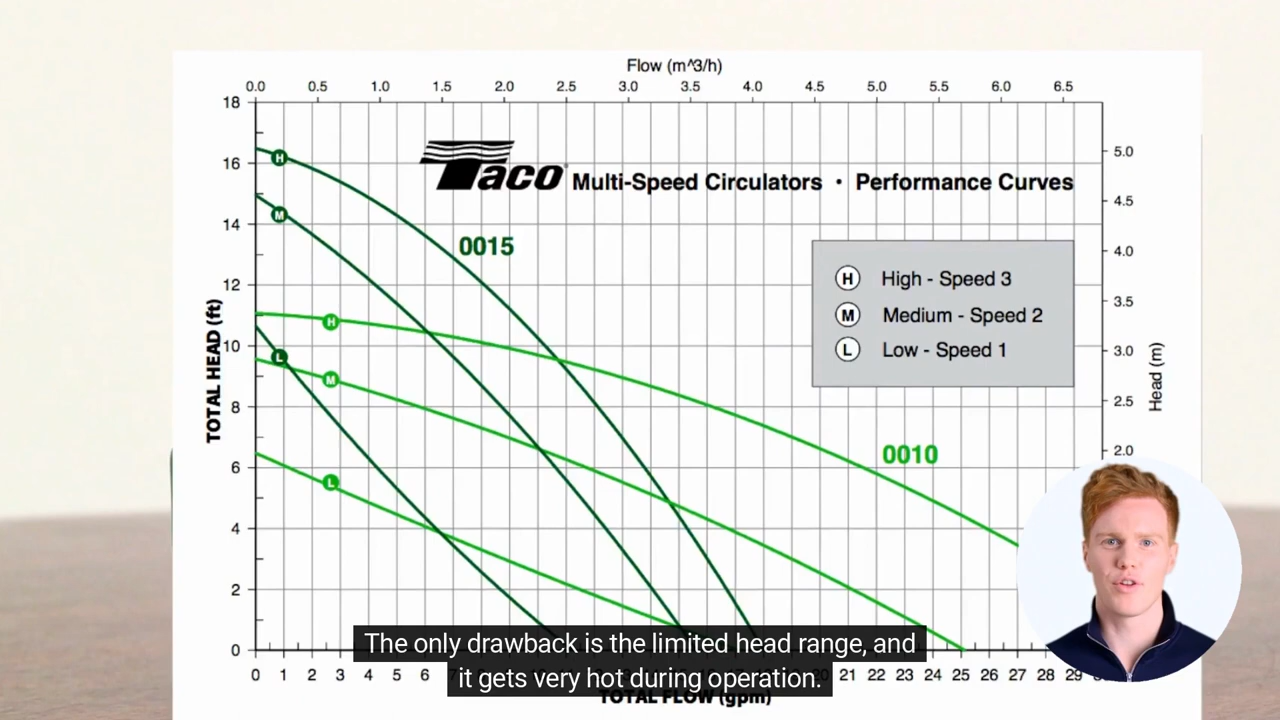 Flow (m^3/h)
0.0 0.5 1.0 1.5 2.0 2.5 3.0 3.5 4.0 4.5 5.0 5.5 6.0 6.5
Taco Multi-Speed Circulators · Performance Curves
18
16
14
12
10
8
6
4
2
0
TOTAL HEAD (ft)
5.0
4.5
4.0
3.5
3.0
2.5
2.0
Head (m)
H
M
L
0015
H
M
L
0010
H High - Speed 3
M Medium - Speed 2
L Low - Speed 1
The only drawback is the limited head range, and
it gets very hot during operation.
0 1 2 3 4 5 6 21 22 23 24 25 26 27 28 29
TOTAL FLOW (gpm)